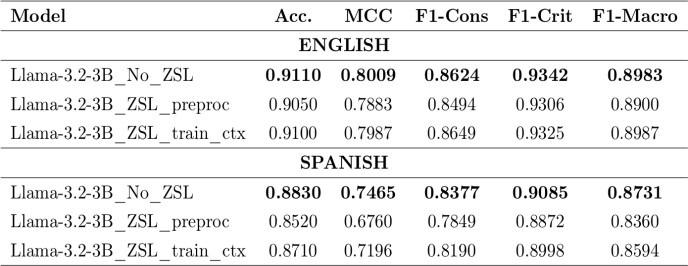 Model Acc. MCC F1-Cons F1-Crit F1-Macro
ENGLISH
Llama-3.2-3B_No_ZSL 0.9110 0.8009 0.8624 0.9342 0.8983
Llama-3.2-3B_ZSL_preproc 0.9050 0.7883 0.8494 0.9306 0.8900
Llama-3.2-3B_ZSL_train_ctx 0.9100 0.7987 0.8649 0.9325 0.8987
SPANISH
Llama-3.2-3B_No_ZSL 0.8830 0.7465 0.8377 0.9085 0.8731
Llama-3.2-3B_ZSL_preproc 0.8520 0.6760 0.7849 0.8872 0.8360
Llama-3.2-3B_ZSL_train_ctx 0.8710 0.7196 0.8190 0.8998 0.8594